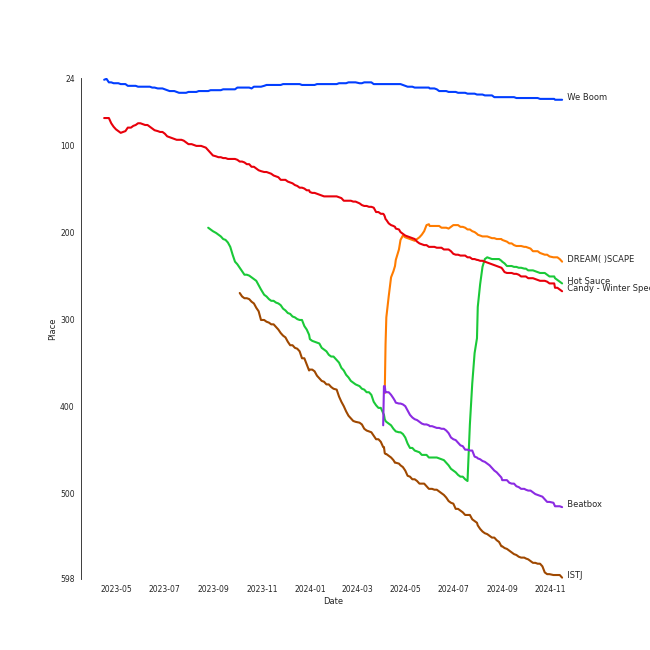 24
We Boom
100
200
DREAM( )SCAPE
Hot Sauce
Candy - Winter Spe
300
Place
400
500
Beatbox
ISTJ
598
2023-05 2023-07 2023-09 2023-11 2024-01 2024-03 2024-05 2024-07 2024-09 2024-11
Date